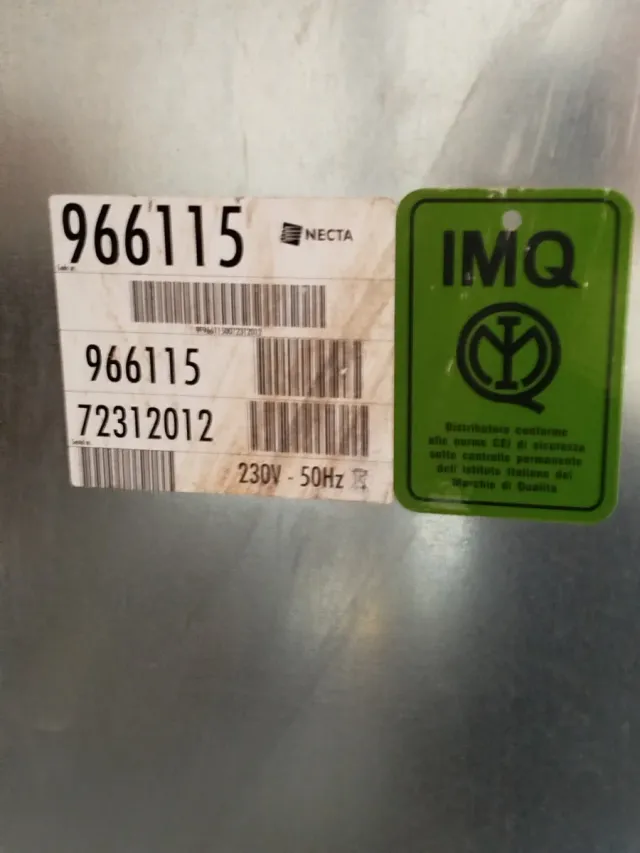 966115
NECTA
966115
72312012
230V - 50Hz
IMQ
Distributore conforme
alle norme CEI di sicurezza
sotto controllo permanente
dell'istituto Italiano del
Marchio di Qualità